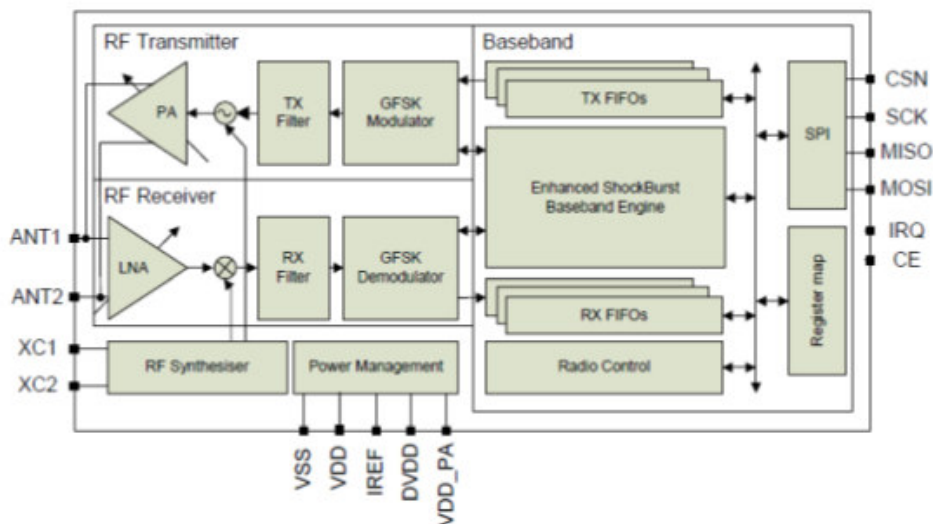 RF Transmitter
Baseband
PA
TX
Filter
GFSK
Modulator
TX FIFOs
SPI
CSN
SCK
MISO
MOSI
Enhanced ShockBurst
Baseband Engine
RF Receiver
ANT1
LNA
RX
Filter
GFSK
Demodulator
IRQ
CE
ANT2
RX FIFOs
Register map
XC1
XC2
RF Synthesiser
Power Management
Radio Control
VSS
VDD
IREF
DVDD
VDD_PA